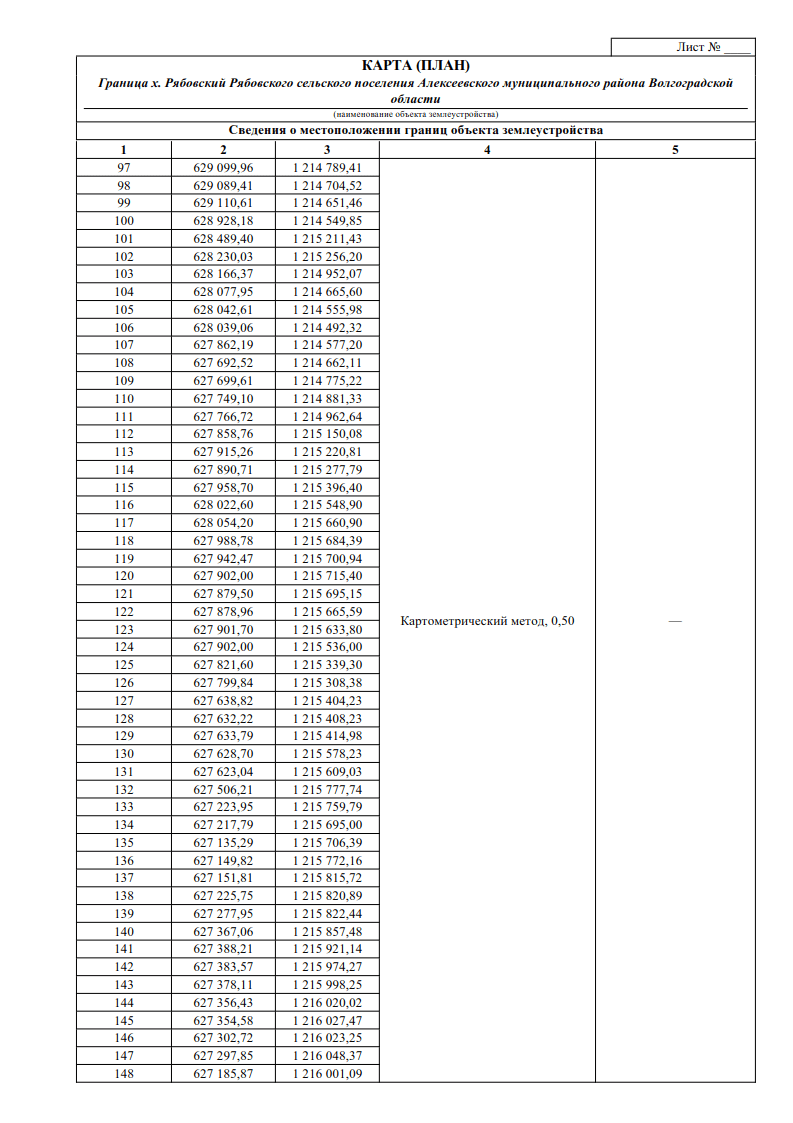 Лист № ____
КАРТА (ПЛАН)
Граница х. Рябовский Рябовского сельского поселения Алексеевского муниципального района Волгоградской
области
(наименование объекта землеустройства)
Сведения о местоположении границ объекта землеустройства
1 2 3 4 5
97 629 099,96 1 214 789,41
98 629 089,41 1 214 704,52
99 629 110,61 1 214 651,46
100 628 928,18 1 214 549,85
101 628 489,40 1 215 211,43
102 628 230,03 1 215 256,20
103 628 166,37 1 214 952,07
104 628 077,95 1 214 665,60
105 628 042,61 1 214 555,98
106 628 039,06 1 214 492,32
107 627 862,19 1 214 577,20
108 627 692,52 1 214 662,11
109 627 699,61 1 214 775,22
110 627 749,10 1 214 881,33
111 627 766,72 1 214 962,64
112 627 858,76 1 215 150,08
113 627 915,26 1 215 220,81
114 627 890,71 1 215 277,79
115 627 958,70 1 215 396,40
116 628 022,60 1 215 548,90
117 628 054,20 1 215 660,90
118 627 988,78 1 215 684,39
119 627 942,47 1 215 700,94
120 627 902,00 1 215 715,40
121 627 879,50 1 215 695,15
122 627 878,96 1 215 665,59
123 627 901,70 1 215 633,80 Картометрический метод, 0,50 —
124 627 902,00 1 215 536,00
125 627 821,60 1 215 339,30
126 627 799,84 1 215 308,38
127 627 638,82 1 215 404,23
128 627 632,22 1 215 408,23
129 627 633,79 1 215 414,98
130 627 628,70 1 215 578,23
131 627 623,04 1 215 609,03
132 627 506,21 1 215 777,74
133 627 223,95 1 215 759,79
134 627 217,79 1 215 695,00
135 627 135,29 1 215 706,39
136 627 149,82 1 215 772,16
137 627 151,81 1 215 815,72
138 627 225,75 1 215 820,89
139 627 277,95 1 215 822,44
140 627 367,06 1 215 857,48
141 627 388,21 1 215 921,14
142 627 383,57 1 215 974,27
143 627 378,11 1 215 998,25
144 627 356,43 1 216 020,02
145 627 354,58 1 216 027,47
146 627 302,72 1 216 023,25
147 627 297,85 1 216 048,37
148 627 185,87 1 216 001,09